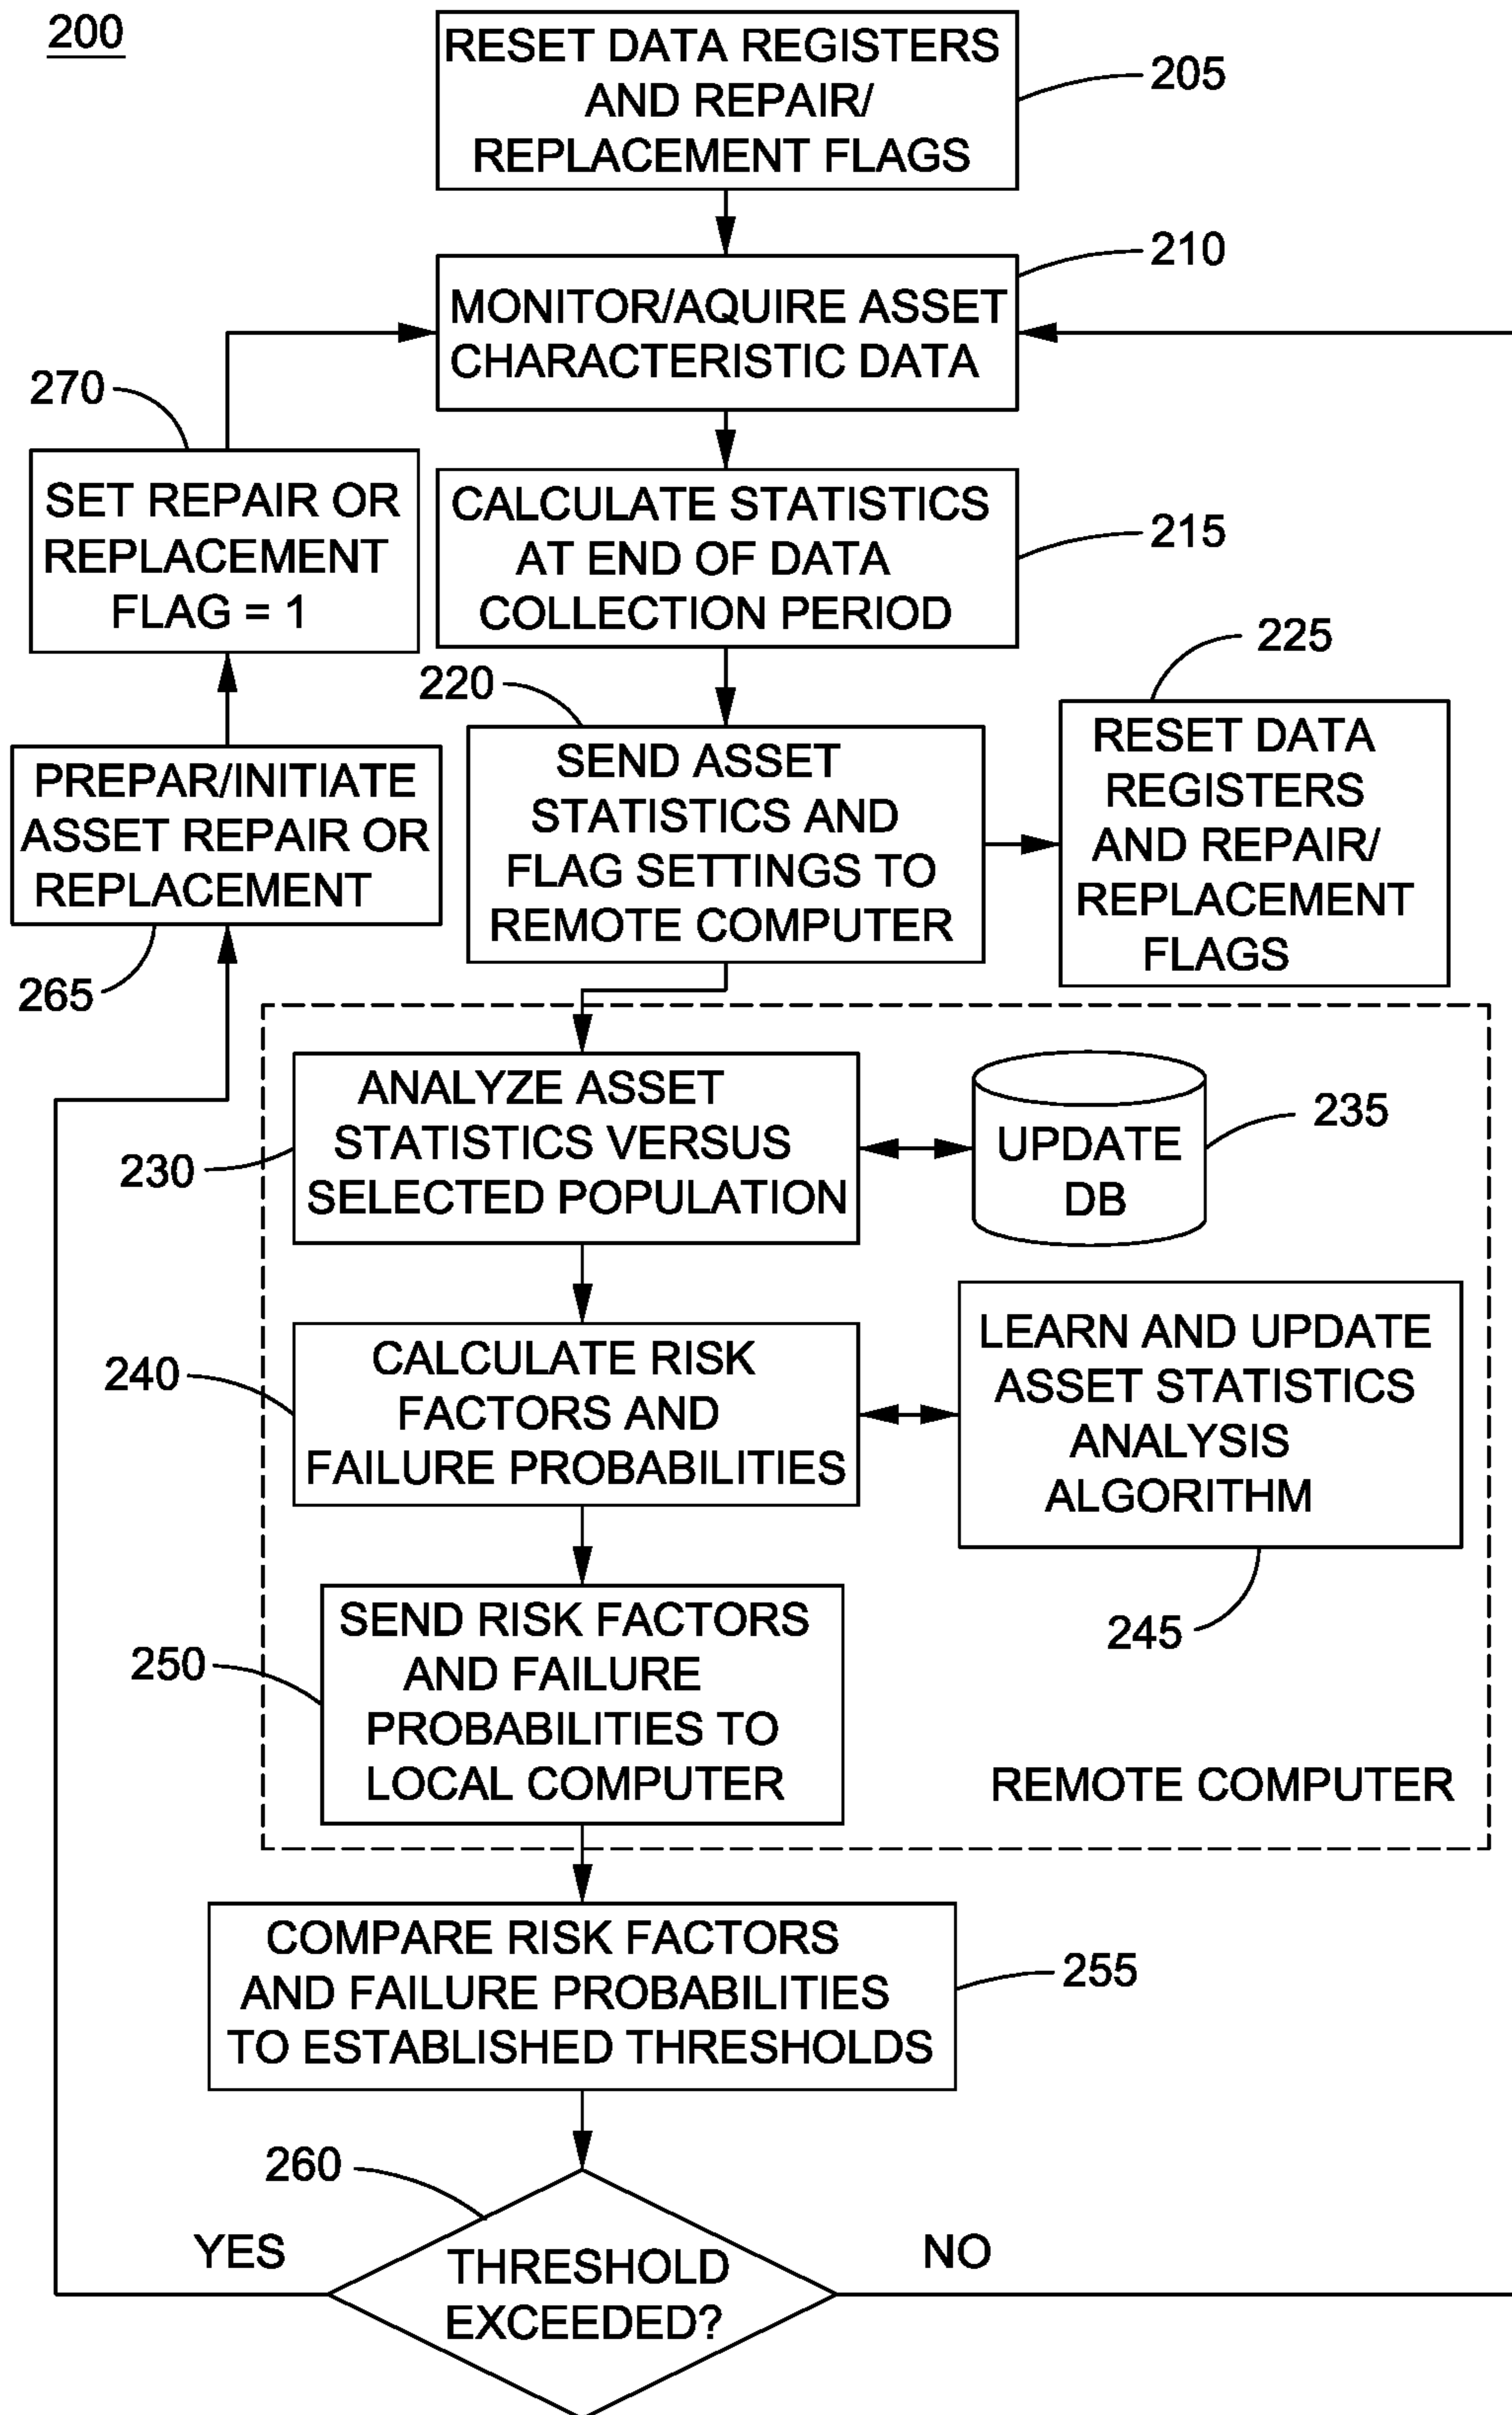 200
RESET DATA REGISTERS
AND REPAIR/
REPLACEMENT FLAGS
205
210
MONITOR/AQUIRE ASSET
CHARACTERISTIC DATA
270
SET REPAIR OR
REPLACEMENT
FLAG = 1
CALCULATE STATISTICS
AT END OF DATA
COLLECTION PERIOD
215
220
225
SEND ASSET
STATISTICS AND
FLAG SETTINGS TO
REMOTE COMPUTER
RESET DATA
REGISTERS
AND REPAIR/
REPLACEMENT
FLAGS
PREPAR/INITIATE
ASSET REPAIR OR
REPLACEMENT
265
ANALYZE ASSET
STATISTICS VERSUS
SELECTED POPULATION
230
UPDATE
DB
235
240
CALCULATE RISK
FACTORS AND
FAILURE PROBABILITIES
LEARN AND UPDATE
ASSET STATISTICS
ANALYSIS
ALGORITHM
245
250
SEND RISK FACTORS
AND FAILURE
PROBABILITIES TO
LOCAL COMPUTER
REMOTE COMPUTER
COMPARE RISK FACTORS
AND FAILURE PROBABILITIES
TO ESTABLISHED THRESHOLDS
255
260
YES
THRESHOLD
EXCEEDED?
NO